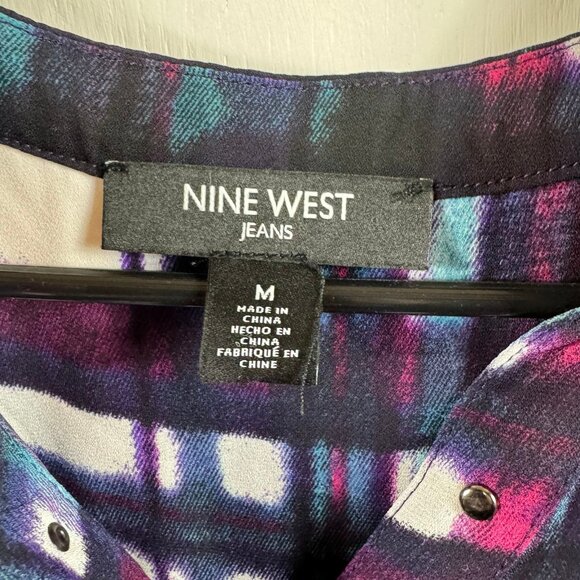 NINE WEST
JEANS
M
MADE IN
CHINA
HECHO EN
CHINA
FABRIQUÉ EN
CHINE